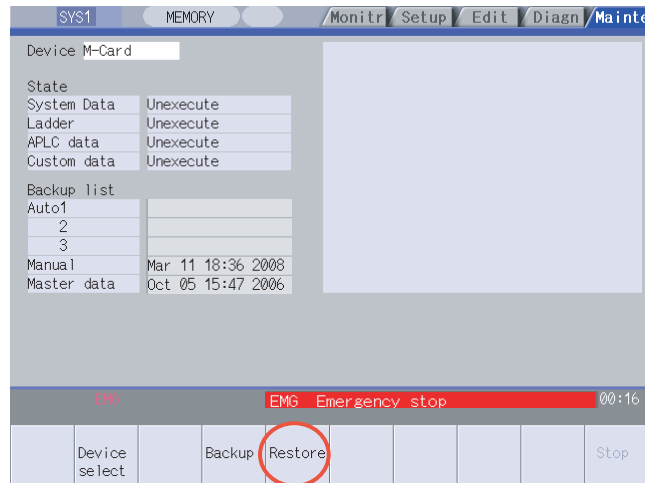 SYS1 MEMORY Monitr Setup Edit Diagn Mainte
Device M-Card
State
System Data Unexecute
Ladder Unexecute
APLC data Unexecute
Custom data Unexecute
Backup list
Auto1
2
3
Manual Mar 11 18:36 2008
Master data Oct 05 15:47 2006
EMG Emergency stop 00:16
Device select Backup Restore Stop